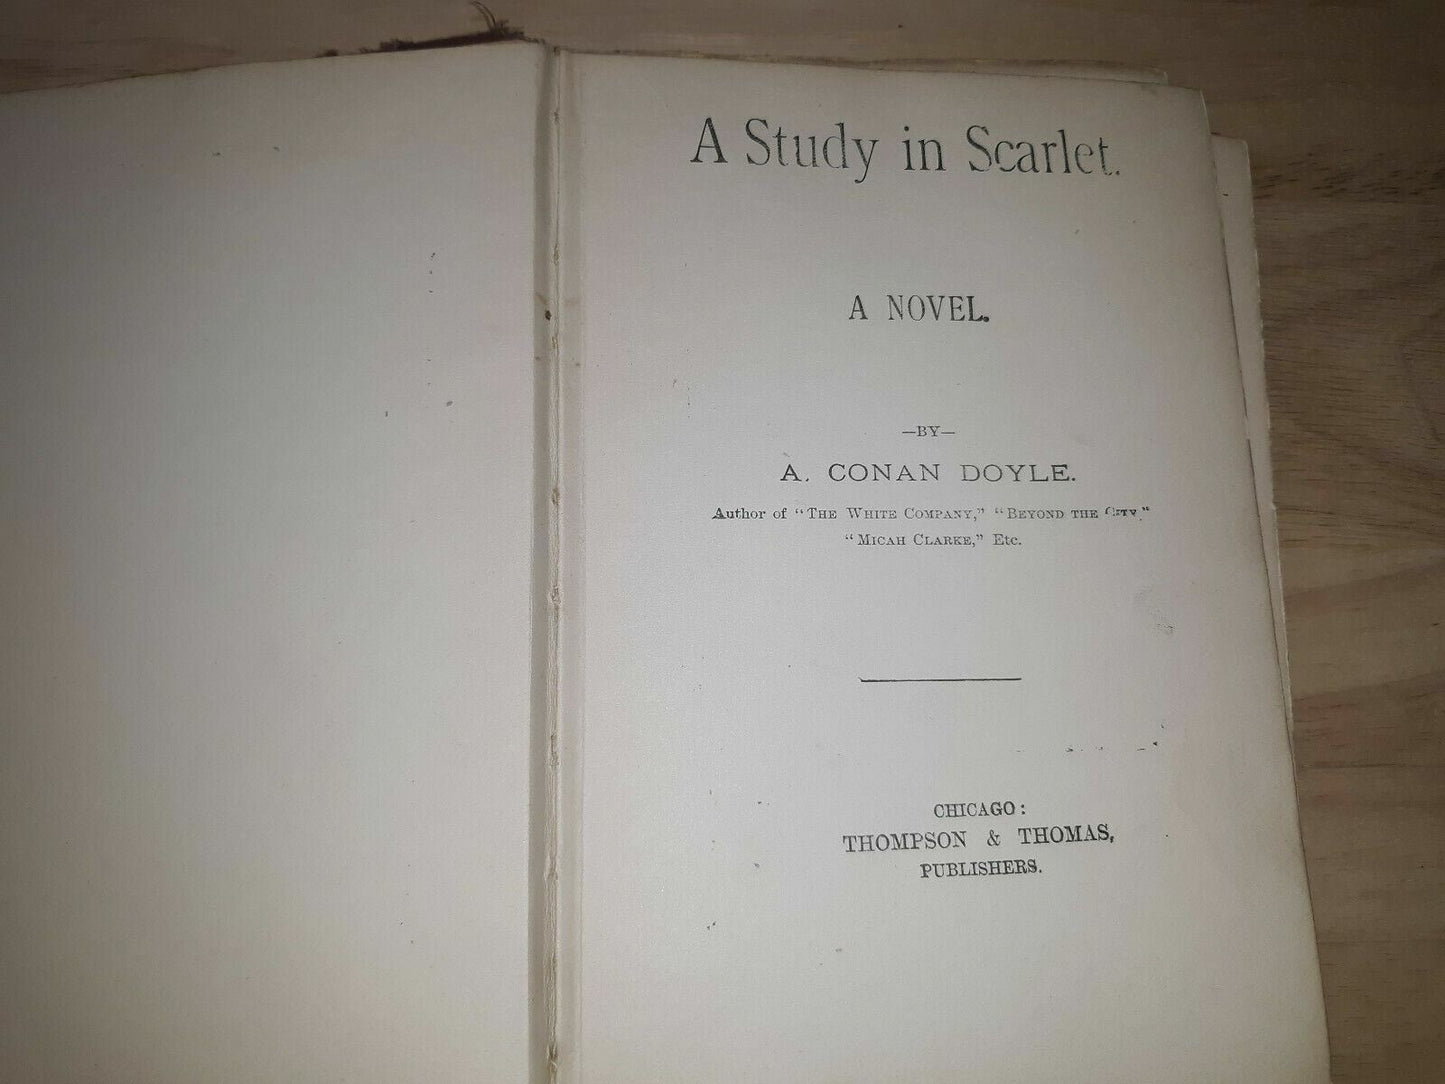 A Study in Scarlet.
A NOVEL.
—BY—
A. CONAN DOYLE.
Author of “THE WHITE COMPANY,” “BEYOND THE CITY,”
“MICAH CLARKE,” Etc.
CHICAGO:
THOMPSON & THOMAS,
PUBLISHERS.